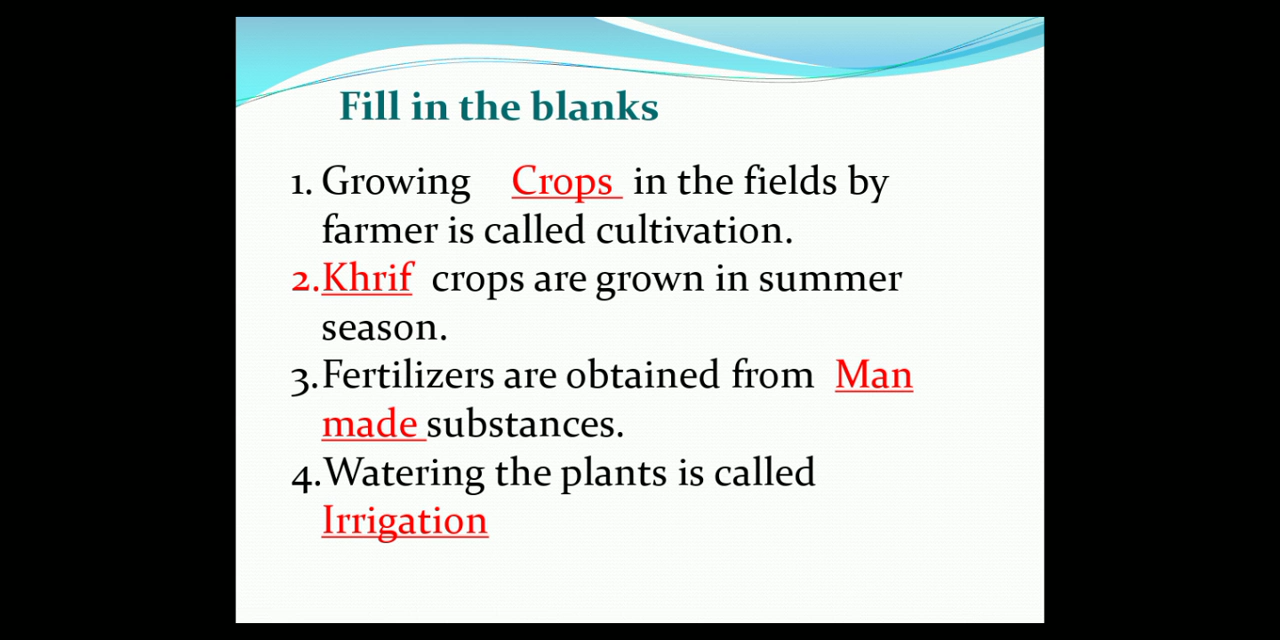 Fill in the blanks
1. Growing Crops in the fields by
farmer is called cultivation.
2.Khrif crops are grown in summer
season.
3.Fertilizers are obtained from Man
made substances.
4.Watering the plants is called
Irrigation